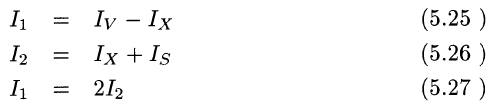 I_1 = I_V − I_X (5.25 )
I_2 = I_X + I_S (5.26 )
I_1 = 2I_2 (5.27 )